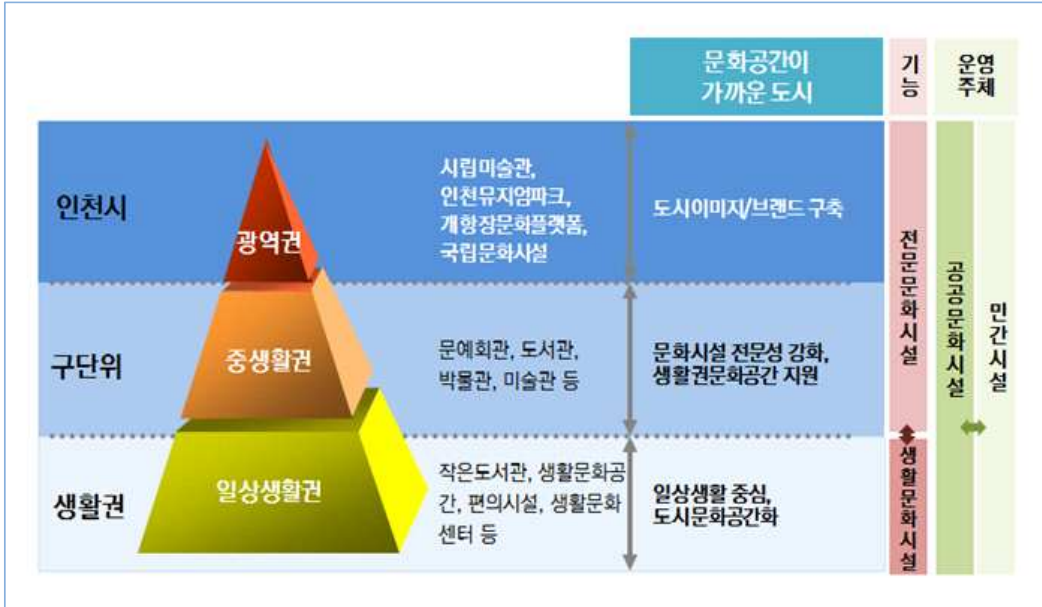 문화공간이
가까운 도시
기능
운영
주체
인천시
광역권
시립미술관,
인천뮤지엄파크,
개항장문화플랫폼,
국립문화시설
도시이미지/브랜드 구축
구단위
중생활권
문예회관, 도서관,
박물관, 미술관 등
문화시설 전문성 강화,
생활권문화공간 지원
생활권
일상생활권
작은도서관, 생활문화공
간, 편의시설, 생활문화
센터 등
일상생활 중심,
도시문화공간화
전문문화시설
생활문화시설
공공문화시설
민간시설